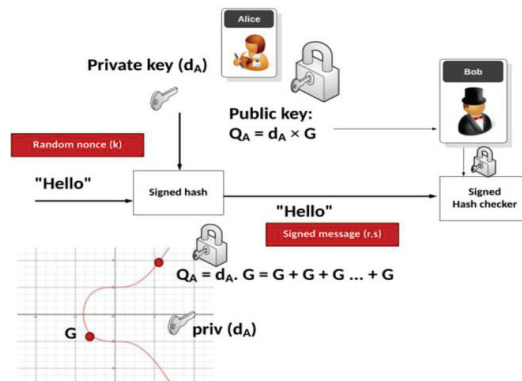 Alice
Private key (dA)
Bob
Public key:
QA = dA × G
Random nonce (k)
"Hello"
Signed hash
"Hello"
Signed
Hash checker
Signed message (r,s)
QA = dA. G = G + G + G ... + G
G
priv (dA)